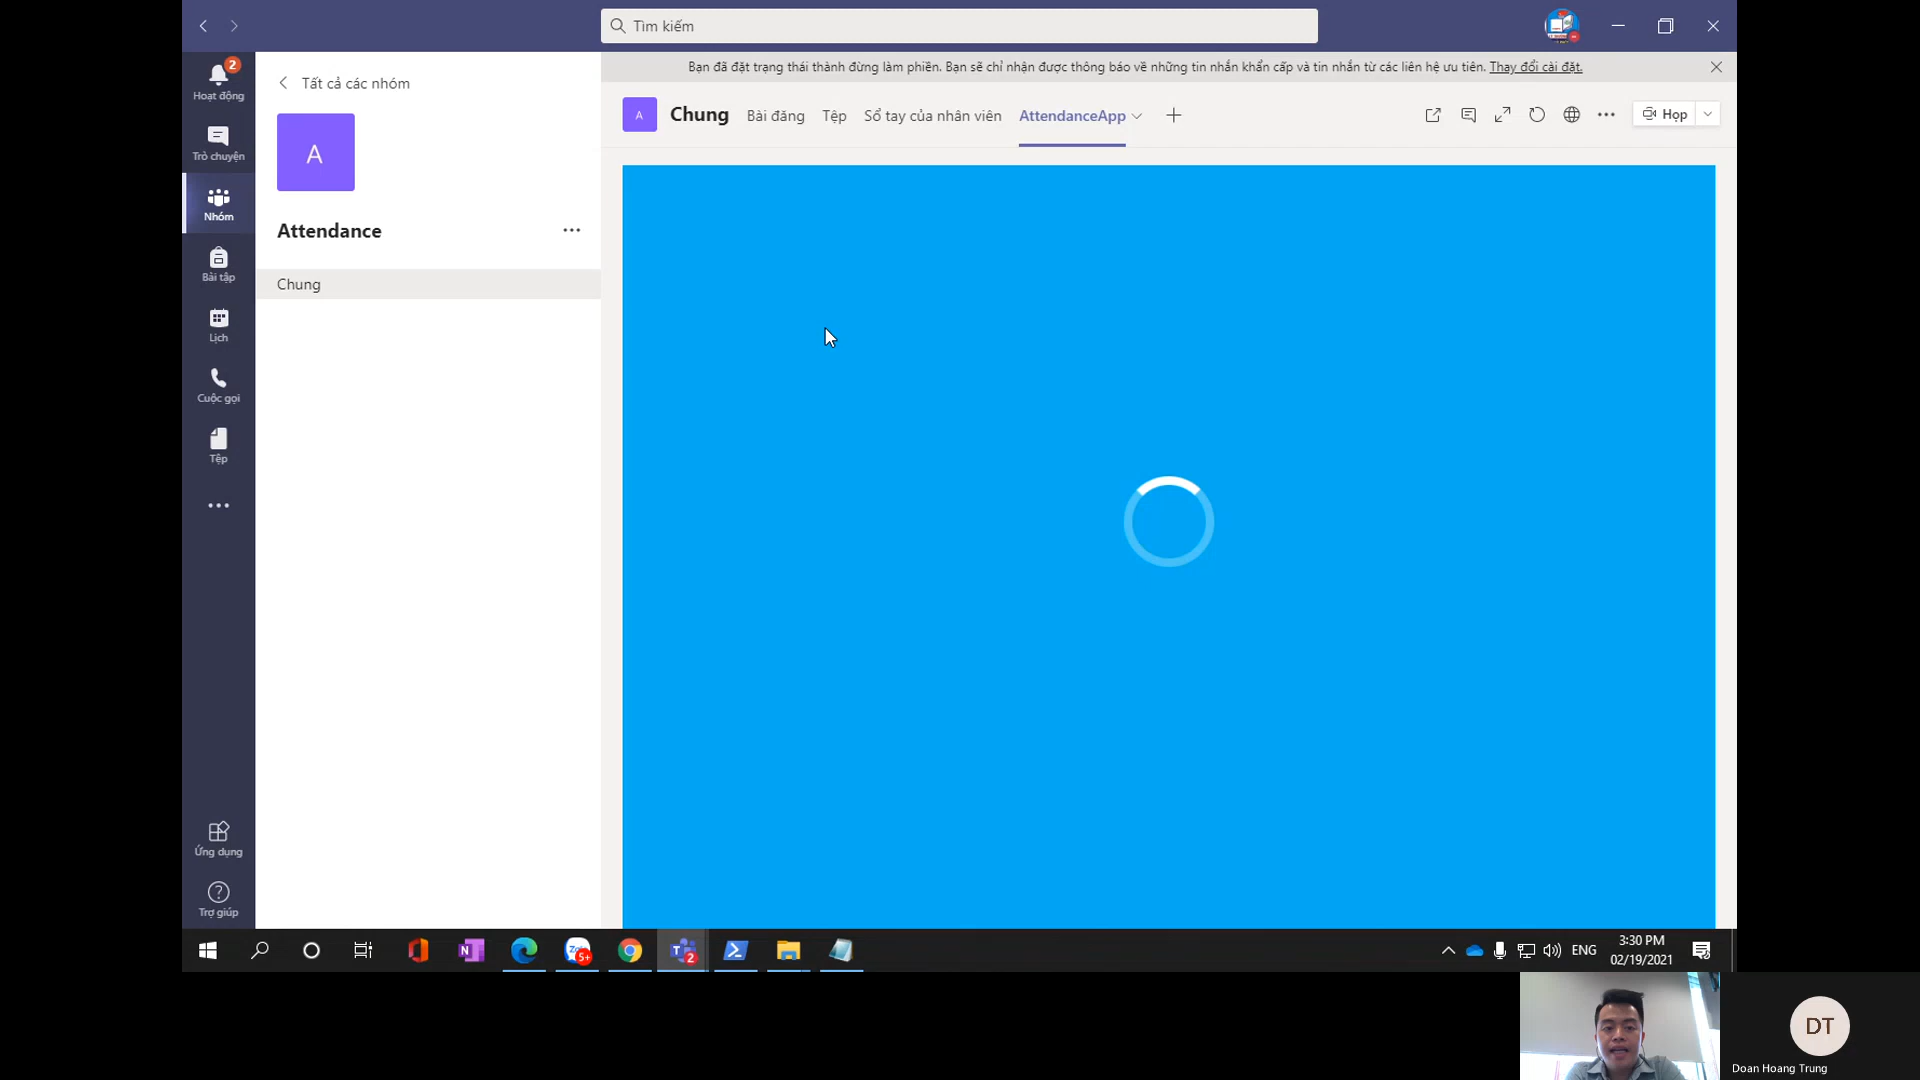 Tìm kiếm
Bạn đã đặt trạng thái thành đừng làm phiền. Bạn sẽ chỉ nhận được thông báo về những tin nhắn khẩn cấp và tin nhắn từ các liên hệ ưu tiên. Thay đổi cài đặt.
2
Hoạt động
Trò chuyện
Nhóm
Bài tập
Lịch
Cuộc gọi
Tệp
Ứng dụng
Trợ giúp
Tất cả các nhóm
A
Attendance
Chung
A Chung Bài đăng Tệp Sổ tay của nhân viên AttendanceApp Họp
Zalo 5+ T 2 ENG
3:30 PM
02/19/2021
DT
Doan Hoang Trung